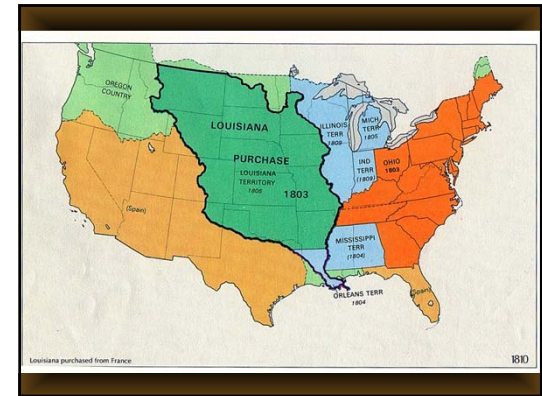 OREGON
COUNTRY
LOUISIANA
PURCHASE
LOUISIANA
TERRITORY
1805
1803
ILLINOIS
TERR
1809
MICH
TERR
1805
IND
TERR
(1809)
OHIO
1803
(Spain)
MISSISSIPPI
TERR
(1804)
ORLEANS TERR
1804
(Spain)
Louisiana purchased from France
1810